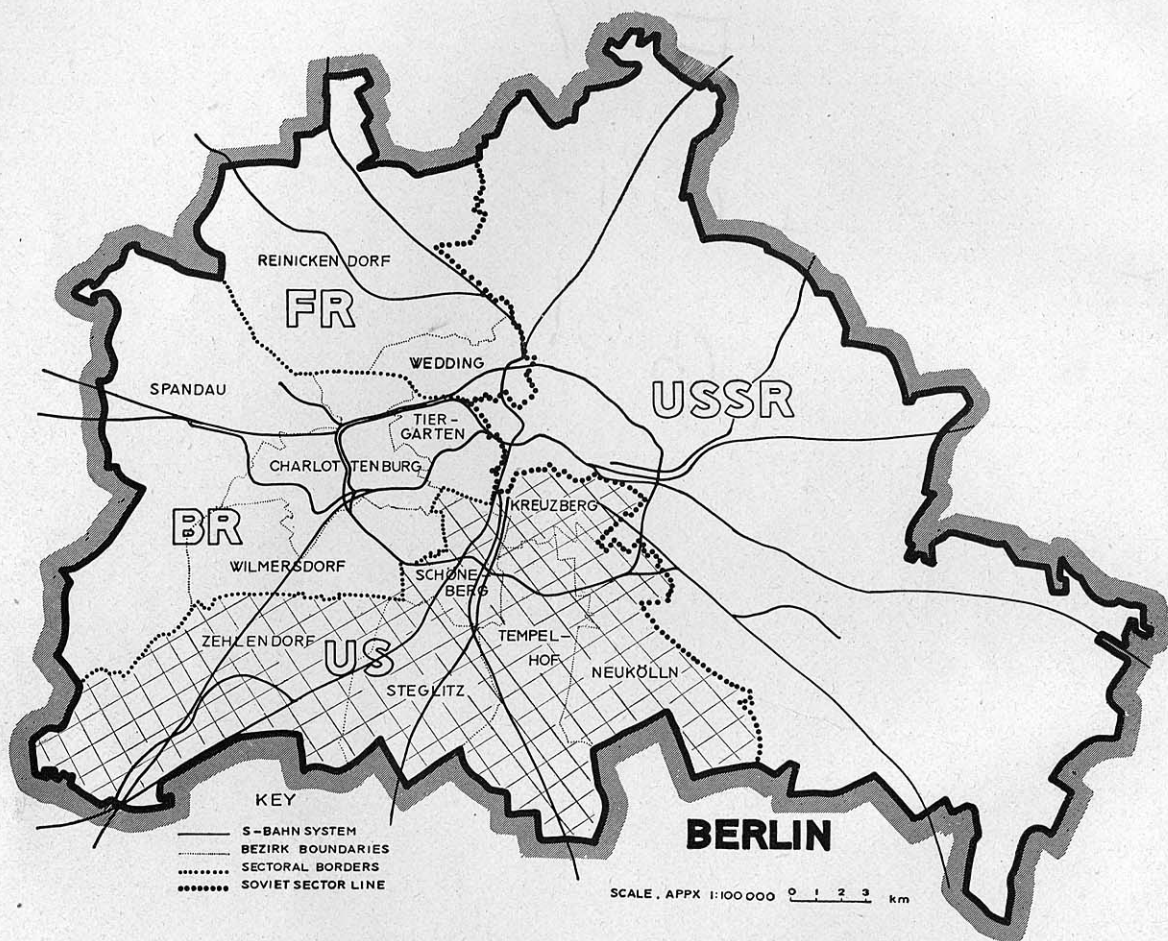 REINICKENDORF
FR
WEDDING
SPANDAU
USSR
TIER-
GARTEN
CHARLOTTENBURG
KREUZBERG
BR
WILMERSDORF
SCHÖNE-
BERG
ZEHLENDORF
US
TEMPEL-
HOF
STEGLITZ
NEUKÖLLN
KEY
S-BAHN SYSTEM
BEZIRK BOUNDARIES
SECTORAL BORDERS
SOVIET SECTOR LINE
BERLIN
SCALE, APPX 1:100 000 0 1 2 3 km